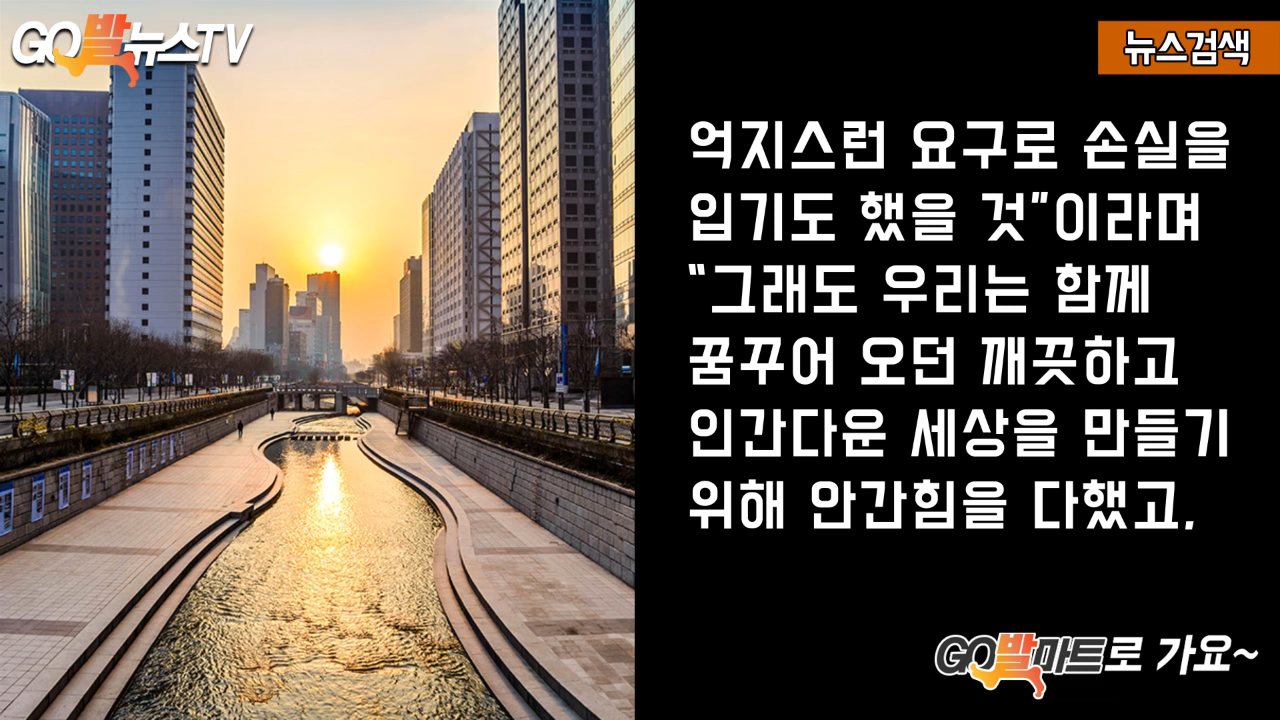 GO발뉴스TV
뉴스검색
억지스런 요구로 손실을
입기도 했을 것”이라며
“그래도 우리는 함께
꿈꾸어 오던 깨끗하고
인간다운 세상을 만들기
위해 안간힘을 다했고,
GO발마트로 가요~